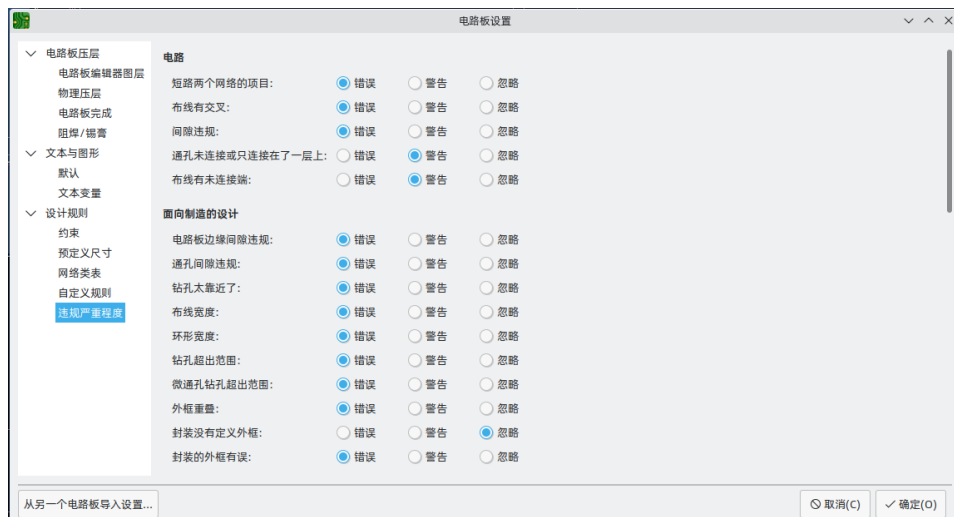 电路板设置
电路板压层
电路板编辑器图层
物理压层
电路板完成
阻焊/锡膏
文本与图形
默认
文本变量
设计规则
约束
预定义尺寸
网络类表
自定义规则
违规严重程度
电路
短路两个网络的项目: 错误 警告 忽略
布线有交叉: 错误 警告 忽略
间隙违规: 错误 警告 忽略
通孔未连接或只连接在了一层上: 错误 警告 忽略
布线有未连接端: 错误 警告 忽略
面向制造的设计
电路板边缘间隙违规: 错误 警告 忽略
通孔间隙违规: 错误 警告 忽略
钻孔太靠近了: 错误 警告 忽略
布线宽度: 错误 警告 忽略
环形宽度: 错误 警告 忽略
钻孔超出范围: 错误 警告 忽略
微通孔钻孔超出范围: 错误 警告 忽略
外框重叠: 错误 警告 忽略
封装没有定义外框: 错误 警告 忽略
封装的外框有误: 错误 警告 忽略
从另一个电路板导入设置... 取消(C) 确定(O)